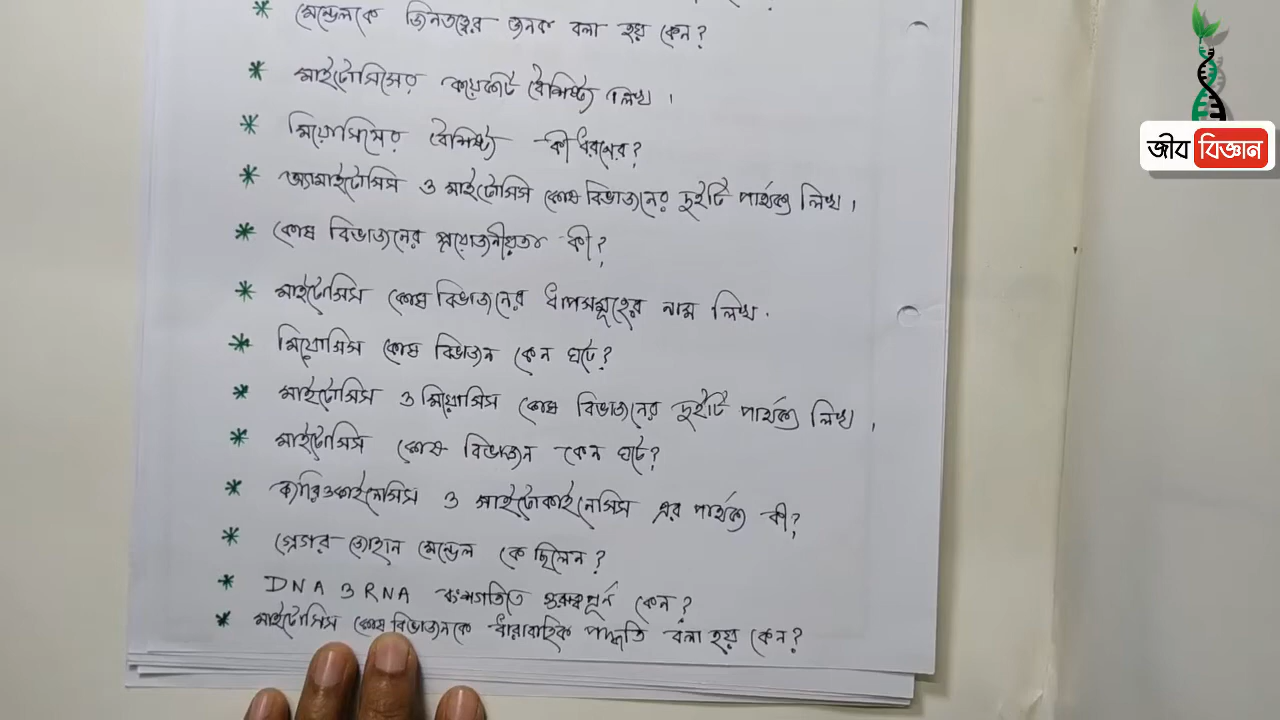 * মেন্ডেলকে জিনতত্ত্বের জনক বলা হয় কেন?
* মাইটোসিসের কয়েকটি বৈশিষ্ট্য লিখ।
* মিয়োসিসের বৈশিষ্ট্য কী ধরণের?
* অ্যামাইটোসিস ও মাইটোসিস কোষ বিভাজনের দুইটি পার্থক্য লিখ।
* কোষ বিভাজনের প্রয়োজনীয়তা কী?
* মাইটোসিস কোষ বিভাজনের ধাপসমূহের নাম লিখ.
* মিয়োসিস কোষ বিভাজন কেন ঘটে?
* মাইটোসিস ও মিয়োসিস কোষ বিভাজনের দুইটি পার্থক্য লিখ,
* মাইটোসিস কোষ বিভাজন কেন ঘটে?
* ক্যারিওকাইনেসিস ও সাইটোকাইনেসিস এর পার্থক্য কী?
* গ্রেগর জোহান মেন্ডেল কে ছিলেন?
* DNA ও RNA বংশগতিতে গুরুত্বপূর্ন কেন?
* মাইটোসিস কোষ বিভাজনকে ধারাবাহিক পদ্ধতি বলা হয় কেন?
জীব বিজ্ঞান